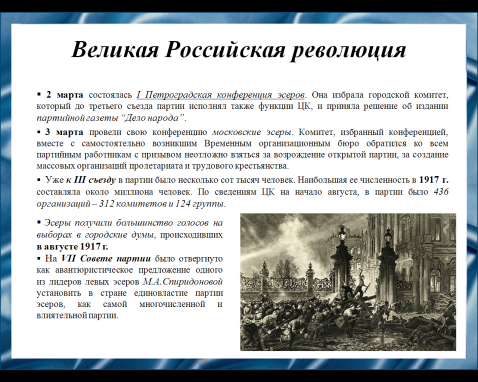 Великая Российская революция
▪ 2 марта состоялась I Петроградская конференция эсеров. Она избрала городской комитет,
который до третьего съезда партии исполнял также функции ЦК, и приняла решение об издании
партийной газеты “Дело народа”.
▪ 3 марта провели свою конференцию московские эсеры. Комитет, избранный конференцией,
вместе с самостоятельно возникшим Временным организационным бюро обратился ко всем
партийным работникам с призывом неотложно взяться за возрождение открытой партии, за создание
массовых организаций пролетариата и трудового крестьянства.
▪ Уже к III съезду в партии было несколько сот тысяч человек. Наибольшая ее численность в 1917 г.
составляла около миллиона человек. По сведениям ЦК на начало августа, в партии было 436
организаций – 312 комитетов и 124 группы.
▪ Эсеры получили большинство голосов на
выборах в городские думы, происходивших
в августе 1917 г.
▪ На VII Совете партии было отвергнуто
как авантюристическое предложение одного
из лидеров левых эсеров М.А.Спиридоновой
установить в стране единовластие партии
эсеров, как самой многочисленной и
влиятельной партии.